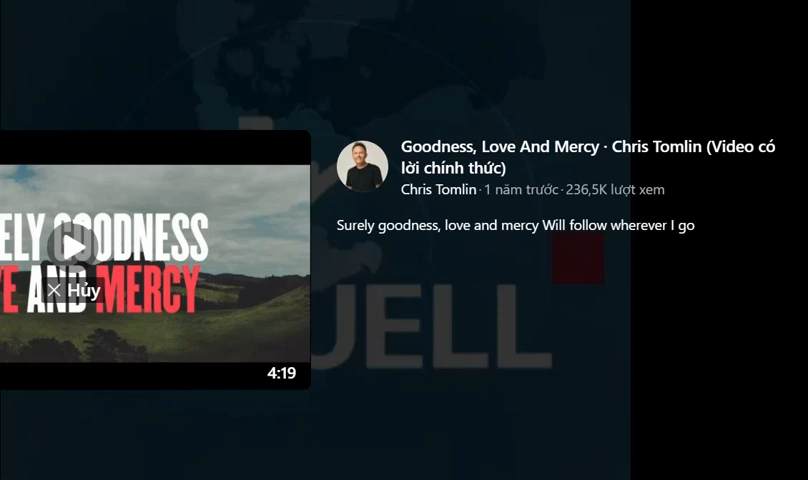 Goodness, Love And Mercy · Chris Tomlin (Video có
lời chính thức)
Chris Tomlin · 1 năm trước · 236,5K lượt xem
Surely goodness, love and mercy Will follow wherever I go
ELY GOODNESS
E AND MERCY
Hủy
4:19
UELL